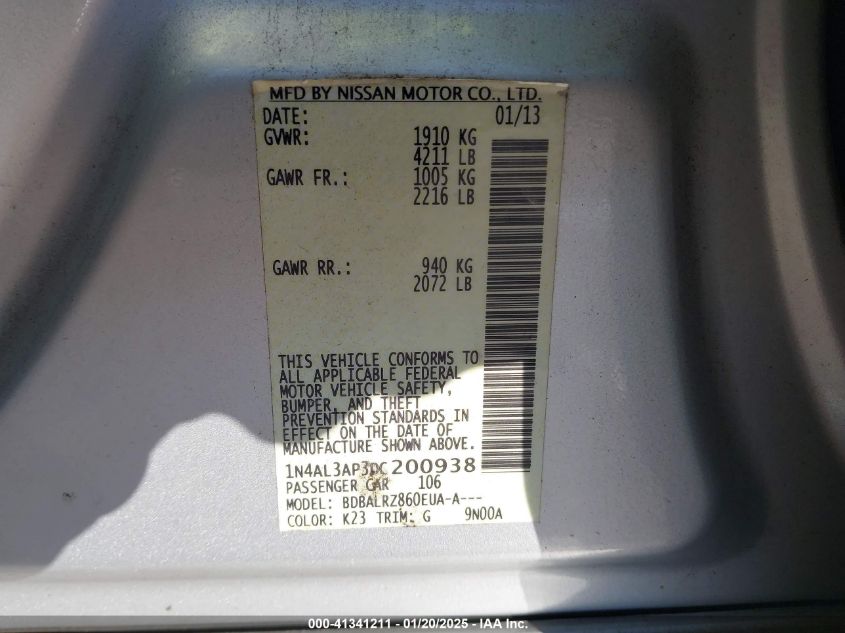 MFD BY NISSAN MOTOR CO., LTD.
DATE: 01/13
GVWR: 1910 KG
4211 LB
GAWR FR.: 1005 KG
2216 LB
GAWR RR.: 940 KG
2072 LB
THIS VEHICLE CONFORMS TO
ALL APPLICABLE FEDERAL
MOTOR VEHICLE SAFETY,
BUMPER, AND THEFT
PREVENTION STANDARDS IN
EFFECT ON THE DATE OF
MANUFACTURE SHOWN ABOVE.
1N4AL3AP3DC200938
PASSENGER CAR 106
MODEL: BDBALRZ860EUA-A---
COLOR: K23 TRIM: G 9N00A
000-41341211 - 01/20/2025 - IAA Inc.